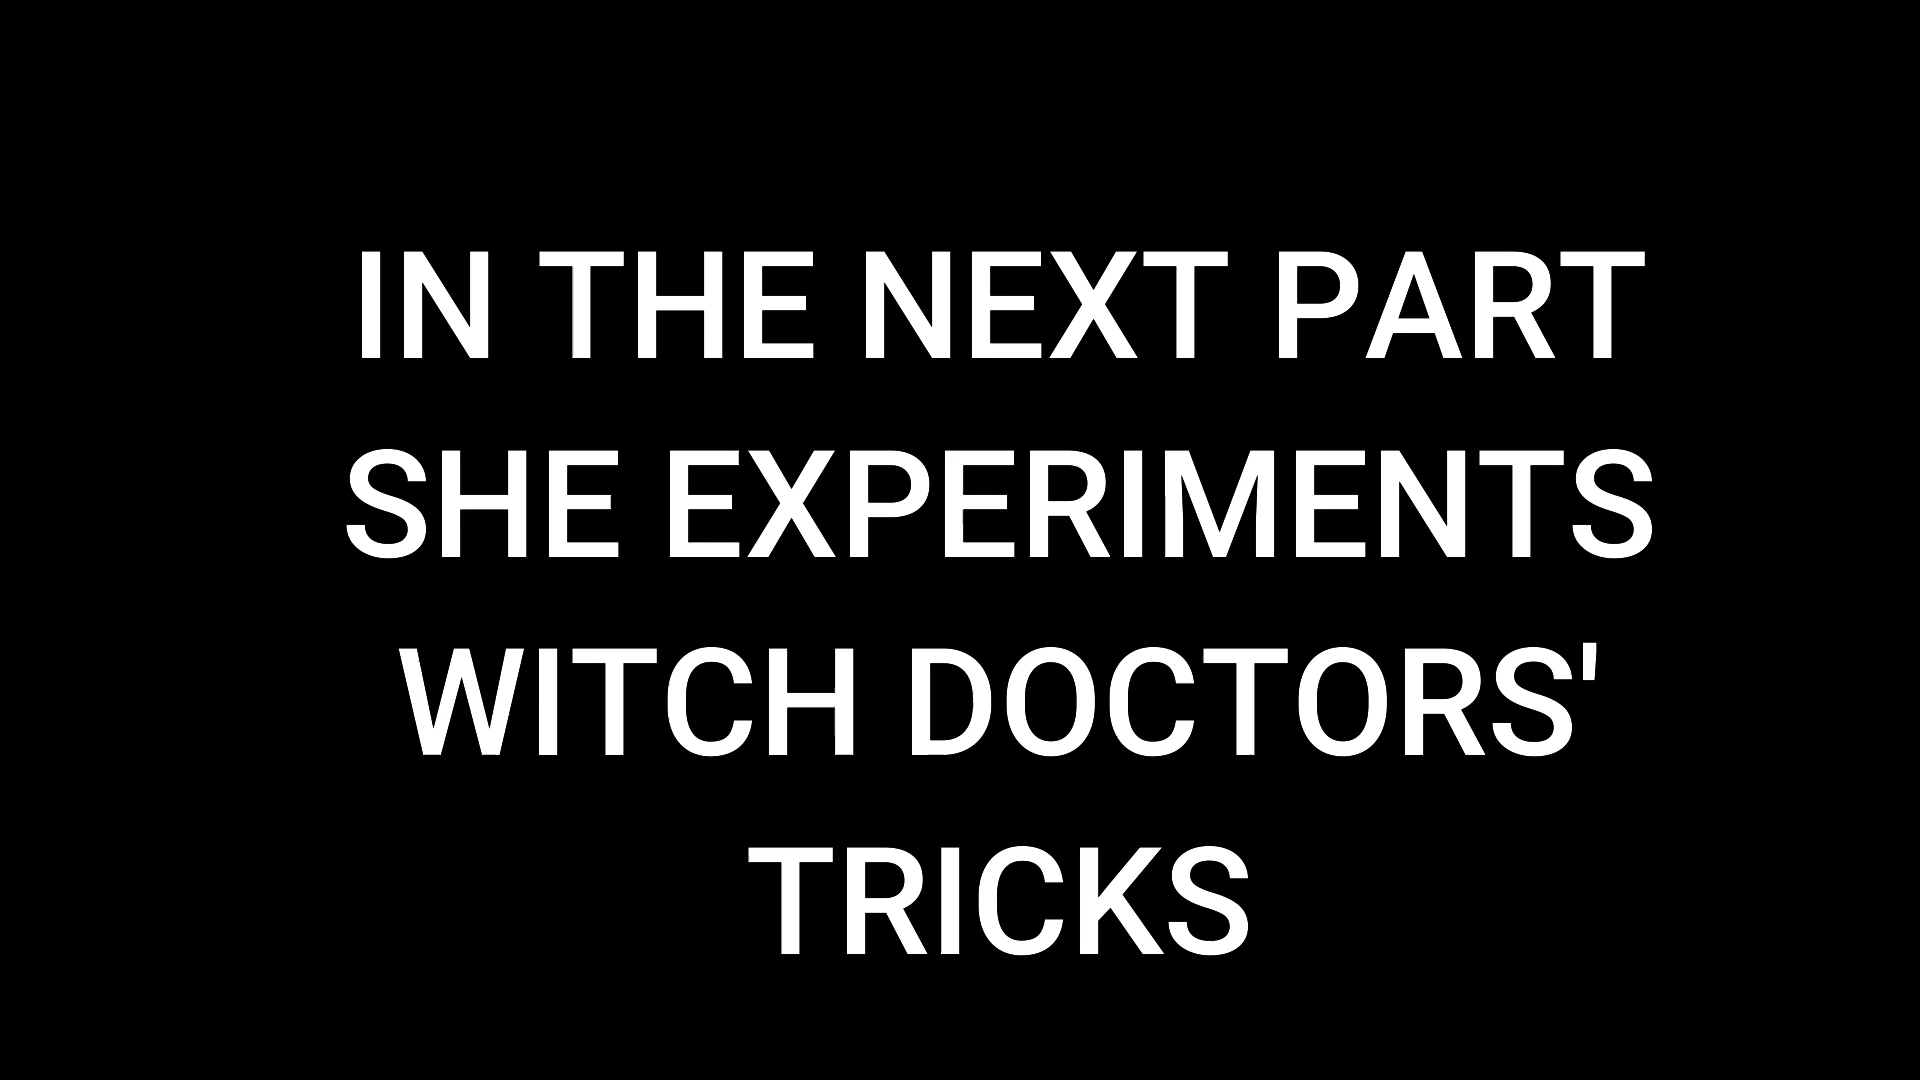 IN THE NEXT PART
SHE EXPERIMENTS
WITCH DOCTORS'
TRICKS